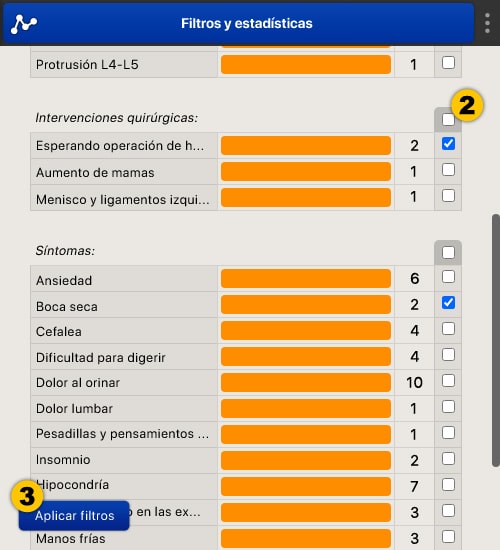 Filtros y estadísticas
Protrusión L4-L5 1
2
Intervenciones quirúrgicas:
Esperando operación de h... 2
Aumento de mamas 1
Menisco y ligamentos izqui... 1
Síntomas:
Ansiedad 6
Boca seca 2
Cefalea 4
Dificultad para digerir 4
Dolor al orinar 10
Dolor lumbar 1
Pesadillas y pensamientos ... 1
Insomnio 2
Hipocondría 7
3
Aplicar filtros
en las ex... 3
Manos frías 3